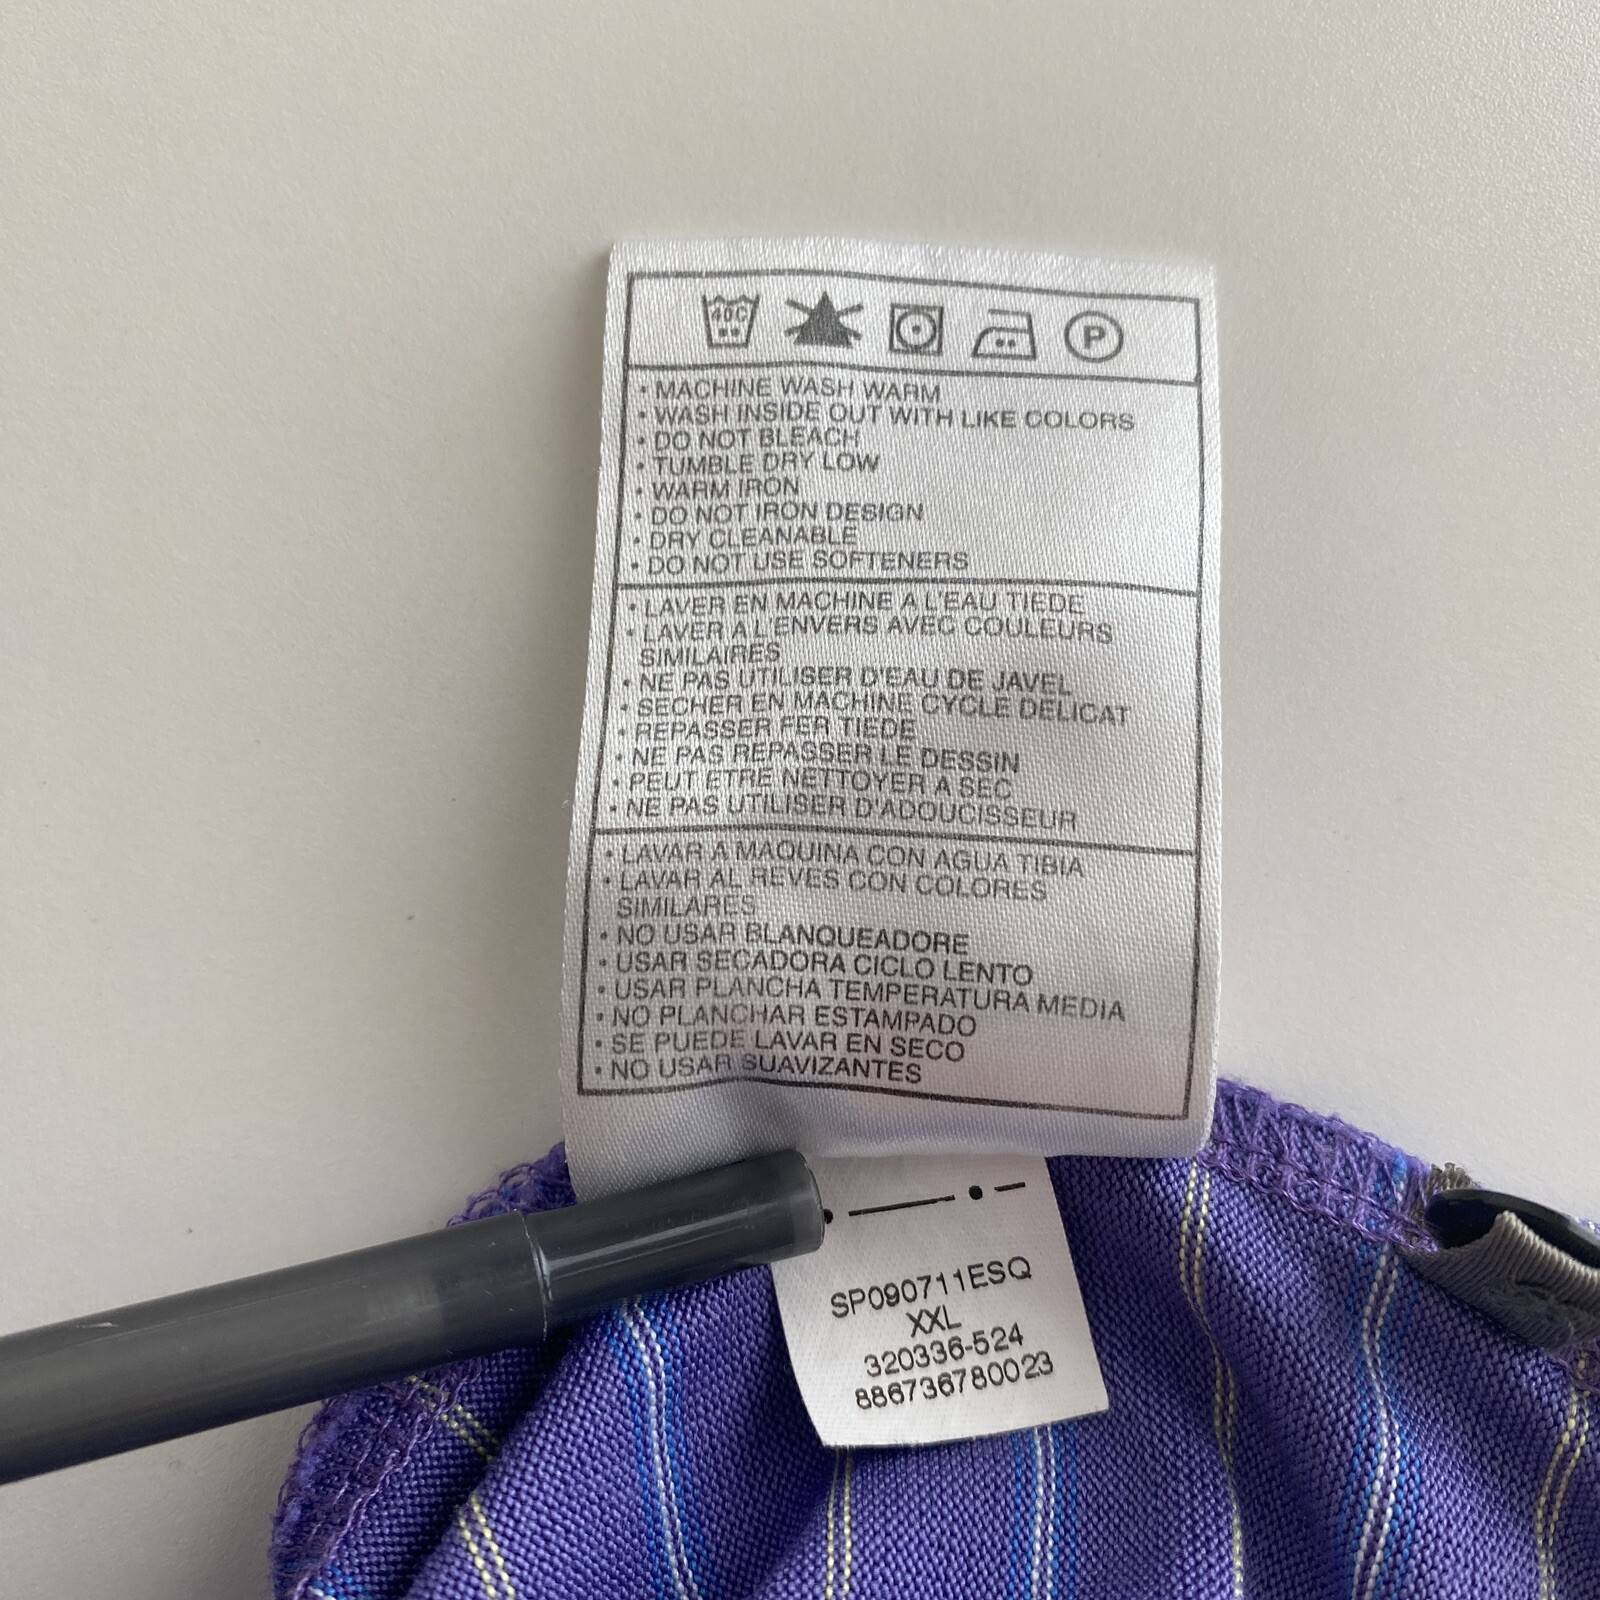 40C
P
• MACHINE WASH WARM
• WASH INSIDE OUT WITH LIKE COLORS
• DO NOT BLEACH
• TUMBLE DRY LOW
• WARM IRON
• DO NOT IRON DESIGN
• DRY CLEANABLE
• DO NOT USE SOFTENERS
• LAVER EN MACHINE A L'EAU TIEDE
• LAVER A L'ENVERS AVEC COULEURS
SIMILAIRES
• NE PAS UTILISER D'EAU DE JAVEL
• SECHER EN MACHINE CYCLE DELICAT
• REPASSER FER TIEDE
• NE PAS REPASSER LE DESSIN
• PEUT ETRE NETTOYER A SEC
• NE PAS UTILISER D'ADOUCISSEUR
• LAVAR A MAQUINA CON AGUA TIBIA
• LAVAR AL REVES CON COLORES
SIMILARES
• NO USAR BLANQUEADORE
• USAR SECADORA CICLO LENTO
• USAR PLANCHA TEMPERATURA MEDIA
• NO PLANCHAR ESTAMPADO
• SE PUEDE LAVAR EN SECO
• NO USAR SUAVIZANTES
SP090711ESQ
XXL
320336-524
886736780023